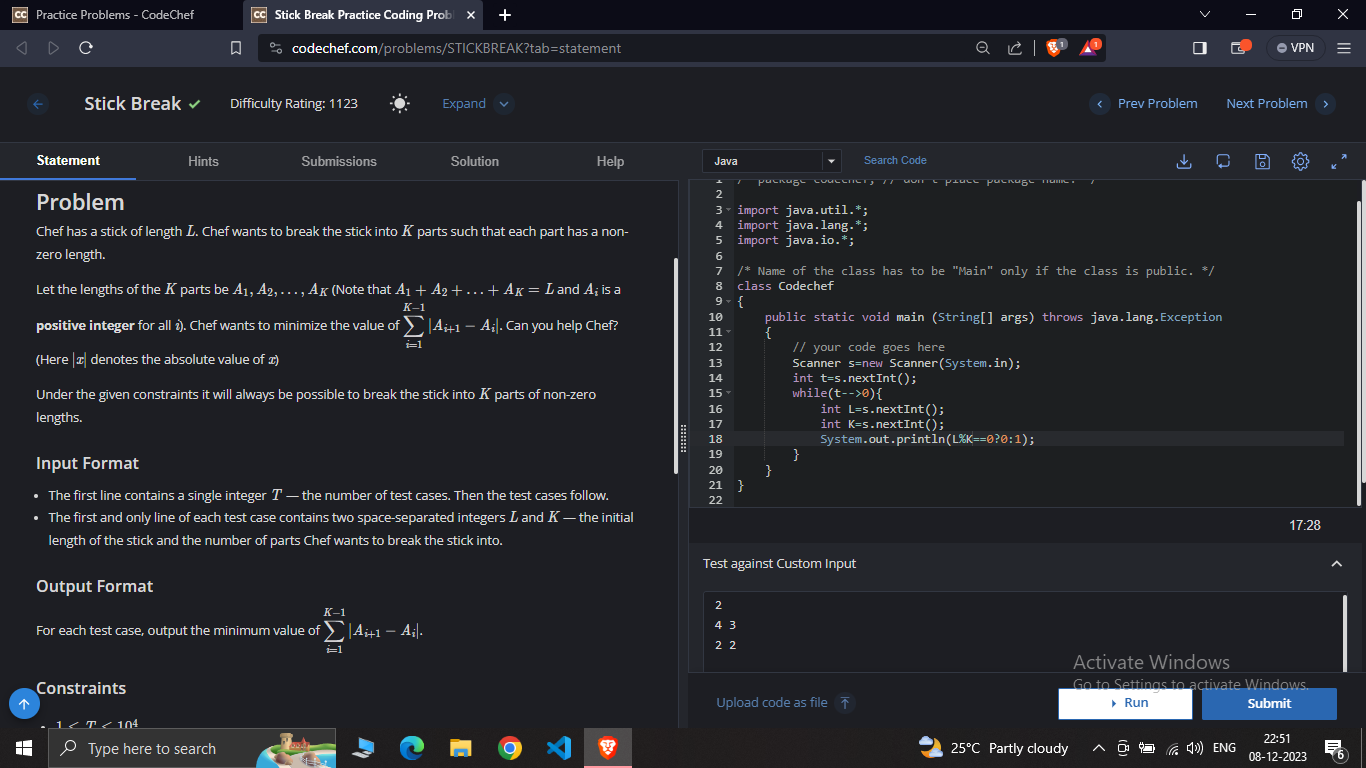 Practice Problems - CodeChef
Stick Break Practice Coding Prob
codechef.com/problems/STICKBREAK?tab=statement
1
1
VPN
Stick Break
Difficulty Rating: 1123
Expand
Prev Problem
Next Problem
Statement
Hints
Submissions
Solution
Help
Problem
Chef has a stick of length L. Chef wants to break the stick into K parts such that each part has a non-
zero length.
Let the lengths of the K parts be A₁, A₂, . . . , A_K (Note that A₁ + A₂ + . . . + A_K = L and A_i is a
positive integer for all i). Chef wants to minimize the value of ∑_{i=1}^{K−1} |A_{i+1} − A_i|. Can you help Chef?
(Here |x| denotes the absolute value of x)
Under the given constraints it will always be possible to break the stick into K parts of non-zero
lengths.
Input Format
• The first line contains a single integer T — the number of test cases. Then the test cases follow.
• The first and only line of each test case contains two space-separated integers L and K — the initial
length of the stick and the number of parts Chef wants to break the stick into.
Output Format
For each test case, output the minimum value of ∑_{i=1}^{K−1} |A_{i+1} − A_i|.
Constraints
• 1 ≤ T ≤ 10⁴
Java
Search Code
1 /* package codechef; // don't place package name! */
2
3 import java.util.*;
4 import java.lang.*;
5 import java.io.*;
6
7 /* Name of the class has to be "Main" only if the class is public. */
8 class Codechef
9 {
10 public static void main (String[] args) throws java.lang.Exception
11 {
12 // your code goes here
13 Scanner s=new Scanner(System.in);
14 int t=s.nextInt();
15 while(t-->0){
16 int L=s.nextInt();
17 int K=s.nextInt();
18 System.out.println(L%K==0?0:1);
19 }
20 }
21 }
22
17:28
Test against Custom Input
2
4 3
2 2
Activate Windows
Go to Settings to activate Windows.
Upload code as file
Run
Submit
Type here to search
25°C Partly cloudy
ENG
22:51
08-12-2023
6